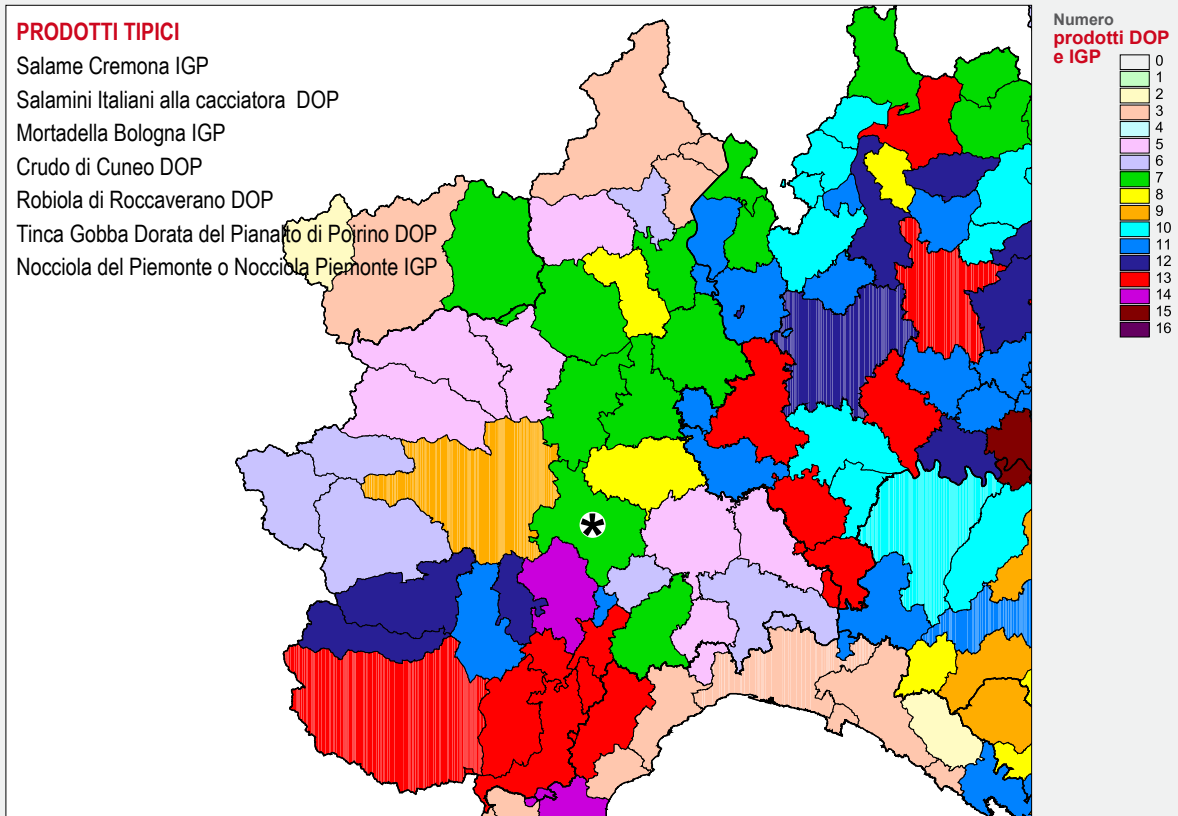 PRODOTTI TIPICI
Salame Cremona IGP
Salamini Italiani alla cacciatora DOP
Mortadella Bologna IGP
Crudo di Cuneo DOP
Robiola di Roccaverano DOP
Tinca Gobba Dorata del Pianalto di Poirino DOP
Nocciola del Piemonte o Nocciola Piemonte IGP
*
Numero
prodotti DOP
e IGP
0
1
2
3
4
5
6
7
8
9
10
11
12
13
14
15
16